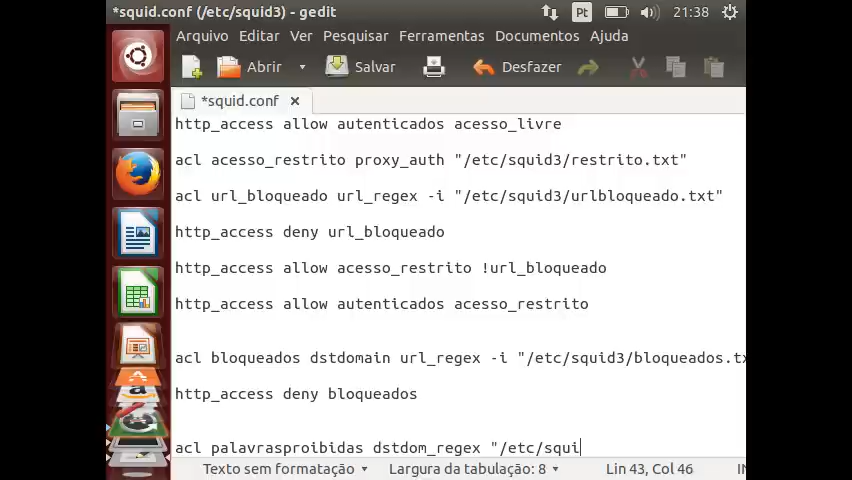 *squid.conf (/etc/squid3) - gedit
Pt
21:38
Arquivo Editar Ver Pesquisar Ferramentas Documentos Ajuda
Abrir Salvar Desfazer
*squid.conf ×
http_access allow autenticados acesso_livre
acl acesso_restrito proxy_auth "/etc/squid3/restrito.txt"
acl url_bloqueado url_regex -i "/etc/squid3/urlbloqueado.txt"
http_access deny url_bloqueado
http_access allow acesso_restrito !url_bloqueado
http_access allow autenticados acesso_restrito
acl bloqueados dstdomain url_regex -i "/etc/squid3/bloqueados.tx
http_access deny bloqueados
acl palavrasproibidas dstdom_regex "/etc/squi
Texto sem formatação Largura da tabulação: 8 Lin 43, Col 46 IN